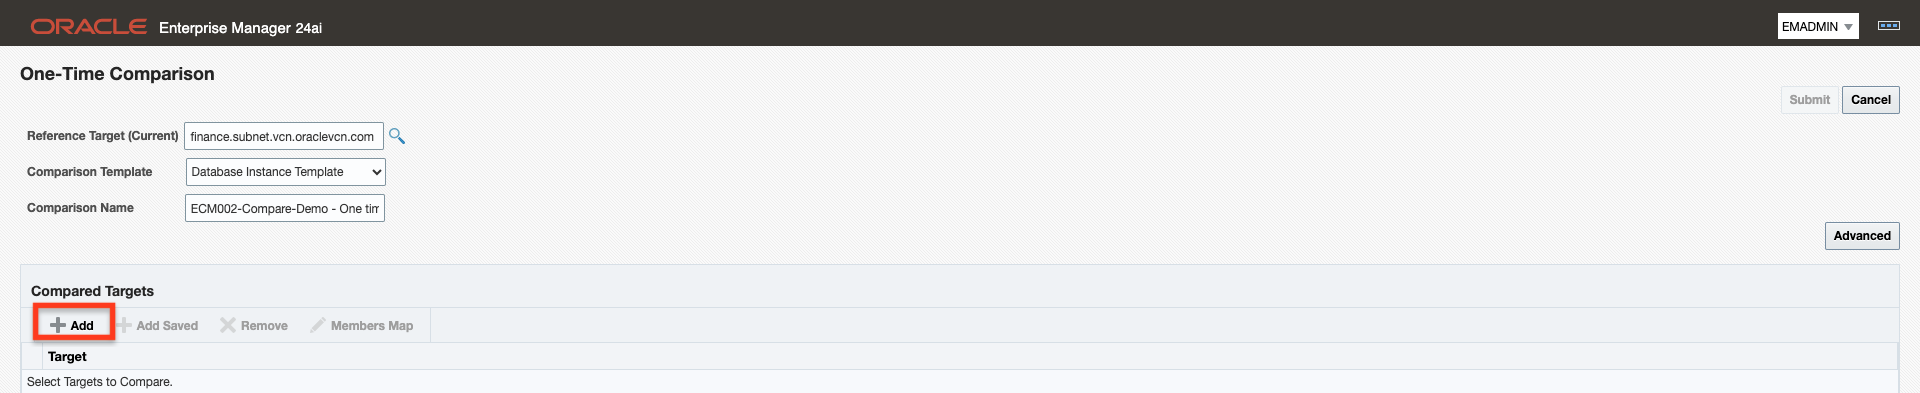 ORACLE Enterprise Manager 24ai
EMADMIN
One-Time Comparison
Submit Cancel
Reference Target (Current) finance.subnet.vcn.oraclevcn.com
Comparison Template Database Instance Template
Comparison Name ECM002-Compare-Demo - One tim
Advanced
Compared Targets
Add Add Saved Remove Members Map
Target
Select Targets to Compare.